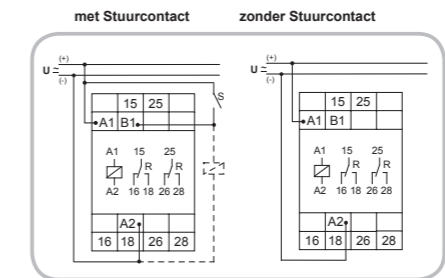 met Stuurcontact zonder Stuurcontact
(+) (+)
U U
(-) (-)
S
15 25 15 25
A1 B1 A1 B1
A1 15 25 A1 15 25
R R R R
A2 16 18 26 28 A2 16 18 26 28
A2 A2
16 18 26 28 16 18 26 28